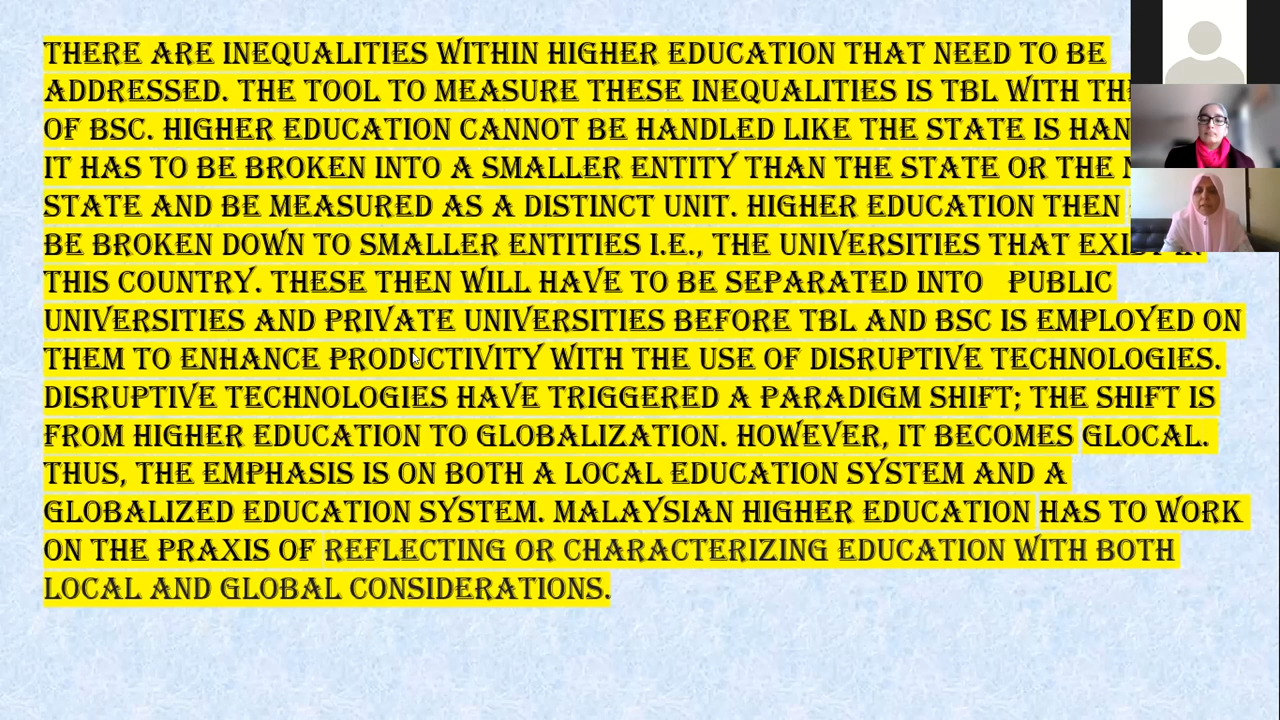 THERE ARE INEQUALITIES WITHIN HIGHER EDUCATION THAT NEED TO BE
ADDRESSED. THE TOOL TO MEASURE THESE INEQUALITIES IS TBL WITH
OF BSC. HIGHER EDUCATION CANNOT BE HANDLED LIKE THE STATE IS
IT HAS TO BE BROKEN INTO A SMALLER ENTITY THAN THE STATE OR THE
STATE AND BE MEASURED AS A DISTINCT UNIT. HIGHER EDUCATION THEN
BE BROKEN DOWN TO SMALLER ENTITIES I.E., THE UNIVERSITIES THAT
THIS COUNTRY. THESE THEN WILL HAVE TO BE SEPARATED INTO PUBLIC
UNIVERSITIES AND PRIVATE UNIVERSITIES BEFORE TBL AND BSC IS EMPLOYED ON
THEM TO ENHANCE PRODUCTIVITY WITH THE USE OF DISRUPTIVE TECHNOLOGIES.
DISRUPTIVE TECHNOLOGIES HAVE TRIGGERED A PARADIGM SHIFT; THE SHIFT IS
FROM HIGHER EDUCATION TO GLOBALIZATION. HOWEVER, IT BECOMES GLOCAL.
THUS, THE EMPHASIS IS ON BOTH A LOCAL EDUCATION SYSTEM AND A
GLOBALIZED EDUCATION SYSTEM. MALAYSIAN HIGHER EDUCATION HAS TO WORK
ON THE PRAXIS OF REFLECTING OR CHARACTERIZING EDUCATION WITH BOTH
LOCAL AND GLOBAL CONSIDERATIONS.